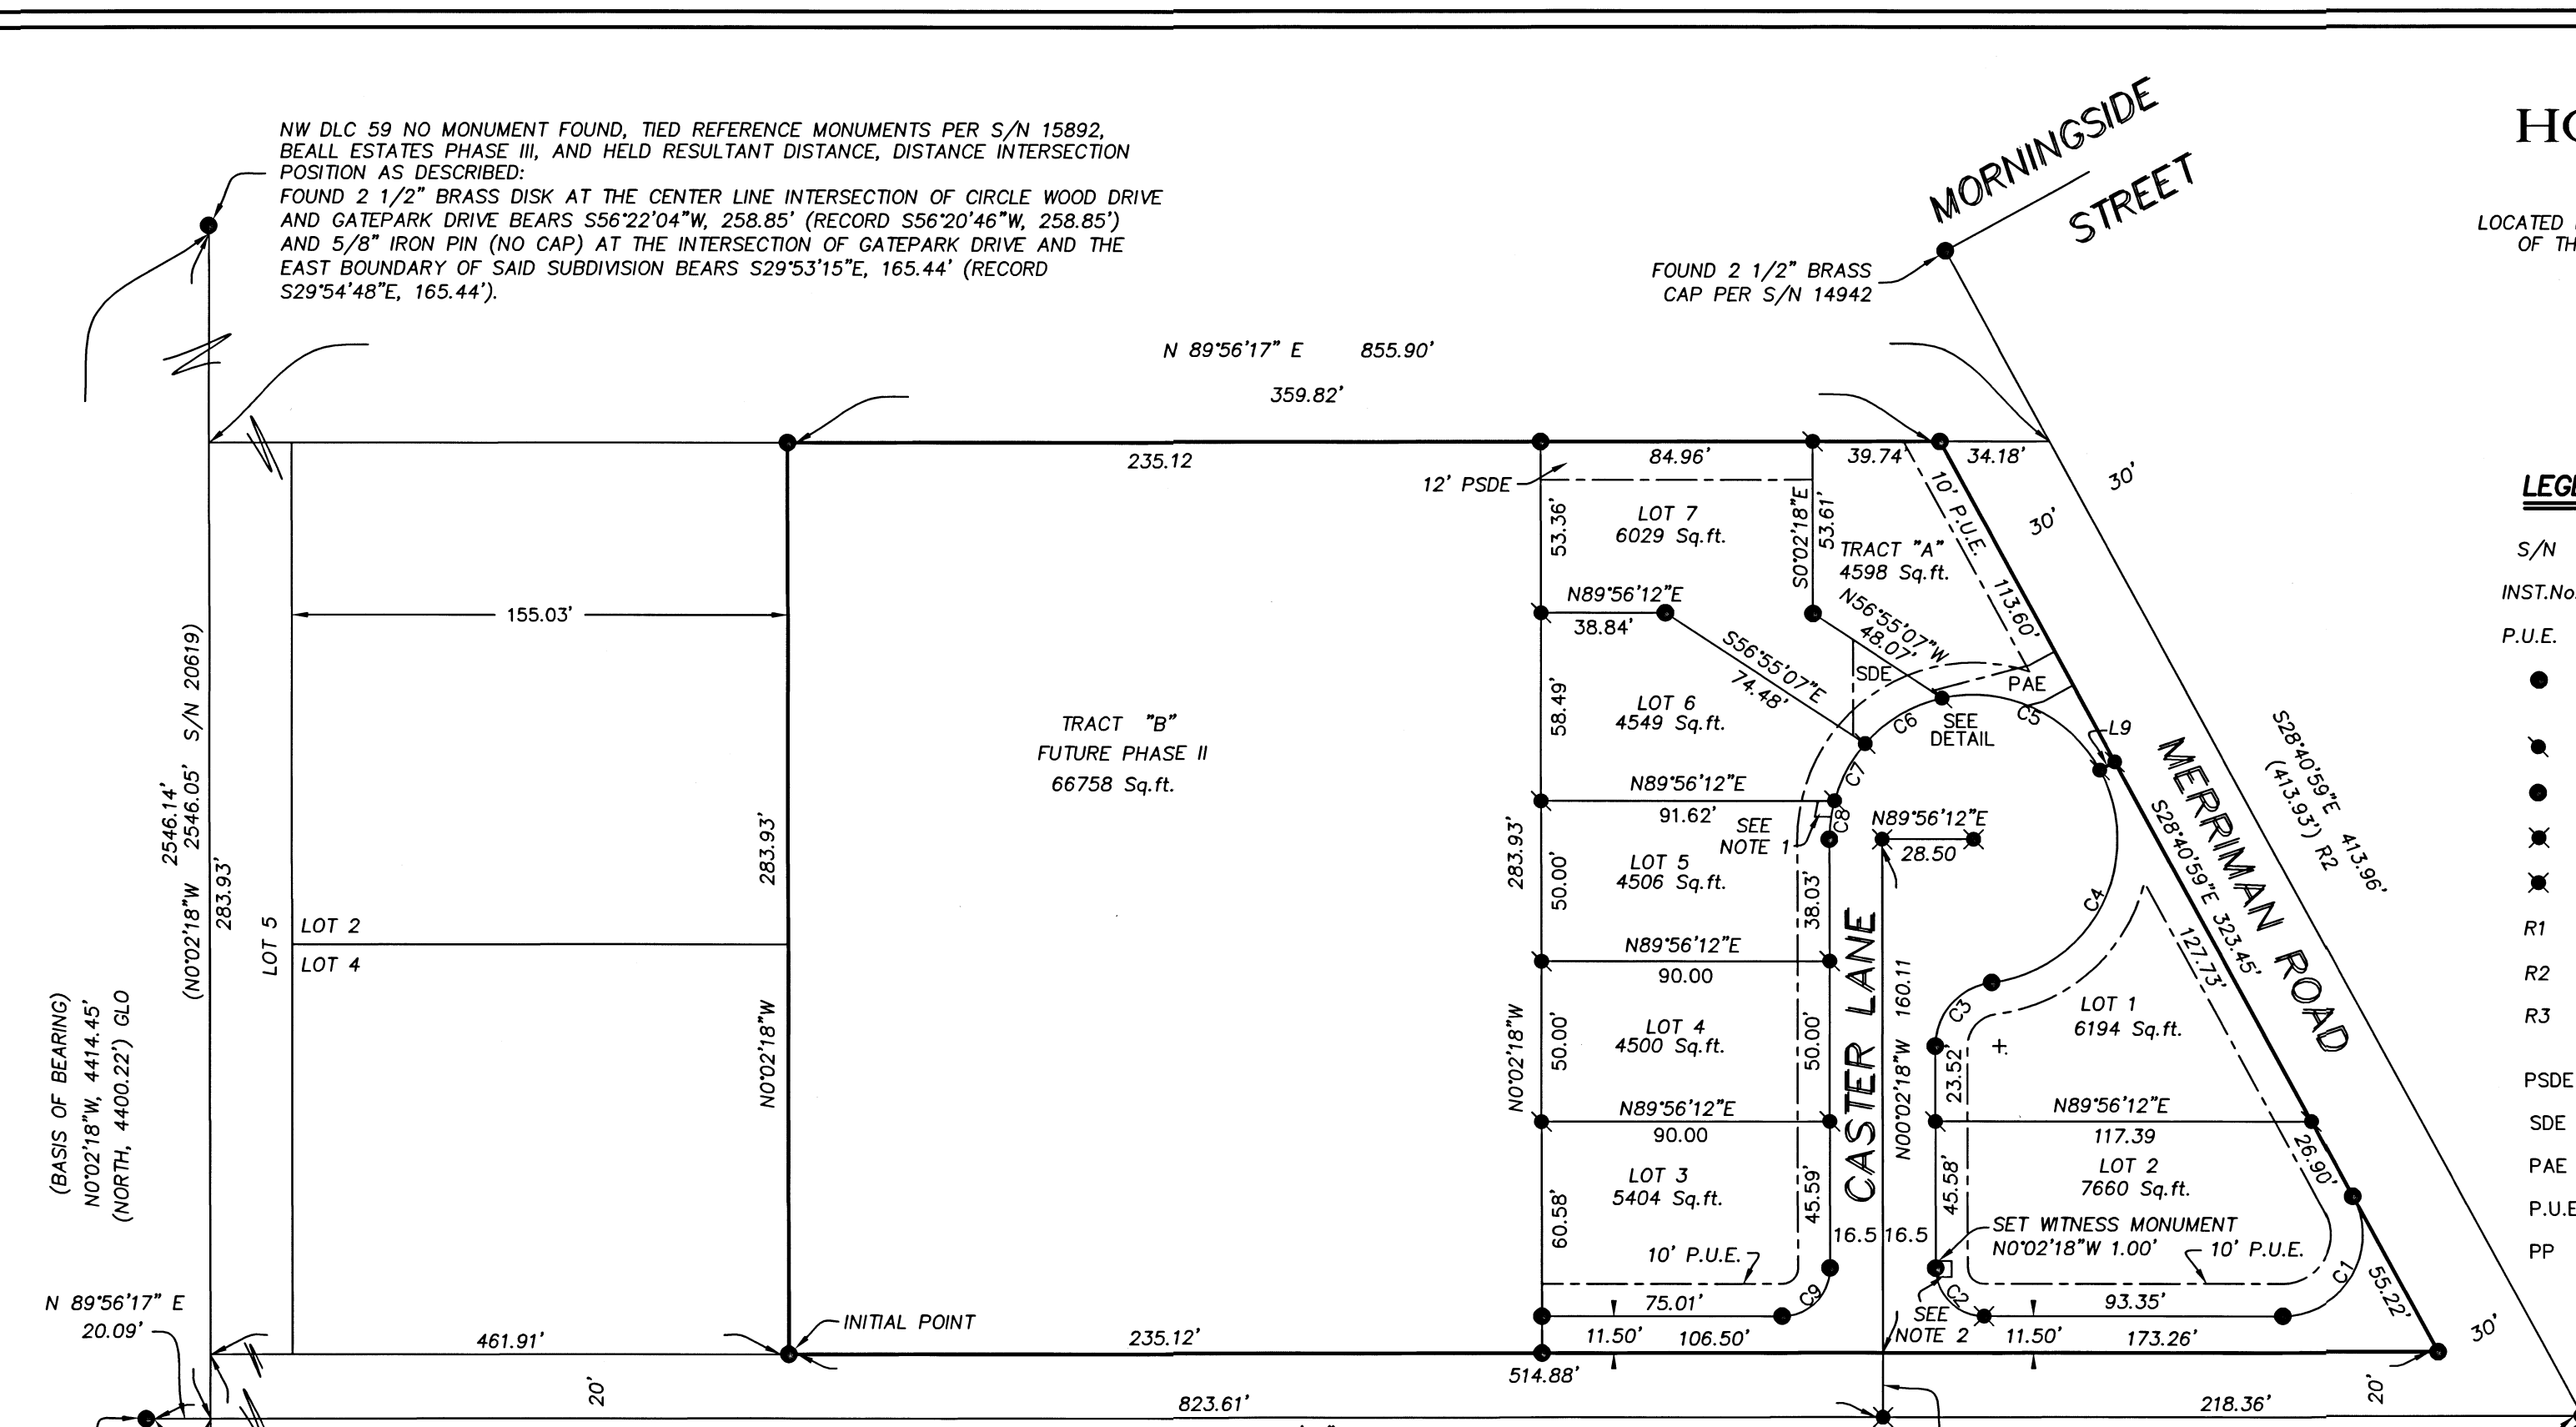 NW DLC 59 NO MONUMENT FOUND, TIED REFERENCE MONUMENTS PER S/N 15892,
BEALL ESTATES PHASE III, AND HELD RESULTANT DISTANCE, DISTANCE INTERSECTION
POSITION AS DESCRIBED:
FOUND 2 1/2" BRASS DISK AT THE CENTER LINE INTERSECTION OF CIRCLE WOOD DRIVE
AND GATEPARK DRIVE BEARS S56°22'04"W, 258.85' (RECORD S56°20'46"W, 258.85')
AND 5/8" IRON PIN (NO CAP) AT THE INTERSECTION OF GATEPARK DRIVE AND THE
EAST BOUNDARY OF SAID SUBDIVISION BEARS S29°53'15"E, 165.44' (RECORD
S29°54'48"E, 165.44').
MORNINGSIDE
STREET
FOUND 2 1/2" BRASS
CAP PER S/N 14942
LOCATED
OF TH
N 89°56'17" E 855.90'
359.82'
235.12
84.96'
39.74'
34.18'
30'
30'
12' PSDE
53.36'
LOT 7
6029 Sq.ft.
S0°02'18"E
53.61'
10' P.U.E.
TRACT "A"
4598 Sq.ft.
113.60'
N89°56'12"E
38.84'
S56°55'07"E
74.48'
N56°55'07"W
48.07'
SDE
PAE
155.03'
TRACT "B"
FUTURE PHASE II
66758 Sq.ft.
58.49'
LOT 6
4549 Sq.ft.
C6
SEE
DETAIL
C5
L9
C7
N89°56'12"E
91.62'
C8
SEE
NOTE 1
N89°56'12"E
28.50
LOT 5
4506 Sq.ft.
50.00'
38.03'
283.93'
N0°02'18"W
283.93'
N0°02'18"W
2546.14'
(N0°02'18"W 2546.05' S/N 20619)
283.93'
LOT 5
LOT 2
LOT 4
(BASIS OF BEARING)
N0°02'18"W, 4414.45'
(NORTH, 4400.22') GLO
N89°56'12"E
90.00
LOT 4
4500 Sq.ft.
50.00'
50.00'
CASTER LANE
N00°02'18"W 160.11
C4
C3
23.52'
LOT 1
6194 Sq.ft.
127.73'
MERRIMAN ROAD
S28°40'59"E 323.45'
S28°40'59"E 413.96'
(413.93') R2
N89°56'12"E
90.00
LOT 3
5404 Sq.ft.
60.58'
45.59'
10' P.U.E.
16.5 16.5
N89°56'12"E
117.39
LOT 2
7660 Sq.ft.
45.58'
26.90'
SET WITNESS MONUMENT
N0°02'18"W 1.00'
10' P.U.E.
C1
55.22'
C2
C9
75.01'
93.35'
SEE
NOTE 2
11.50'
106.50'
11.50'
173.26'
30'
N 89°56'17" E
20.09'
461.91'
INITIAL POINT
235.12'
514.88'
20'
20'
823.61'
218.36'
S/N
INST.No
P.U.E.
R1
R2
R3
PSDE
SDE
PAE
P.U.E
PP